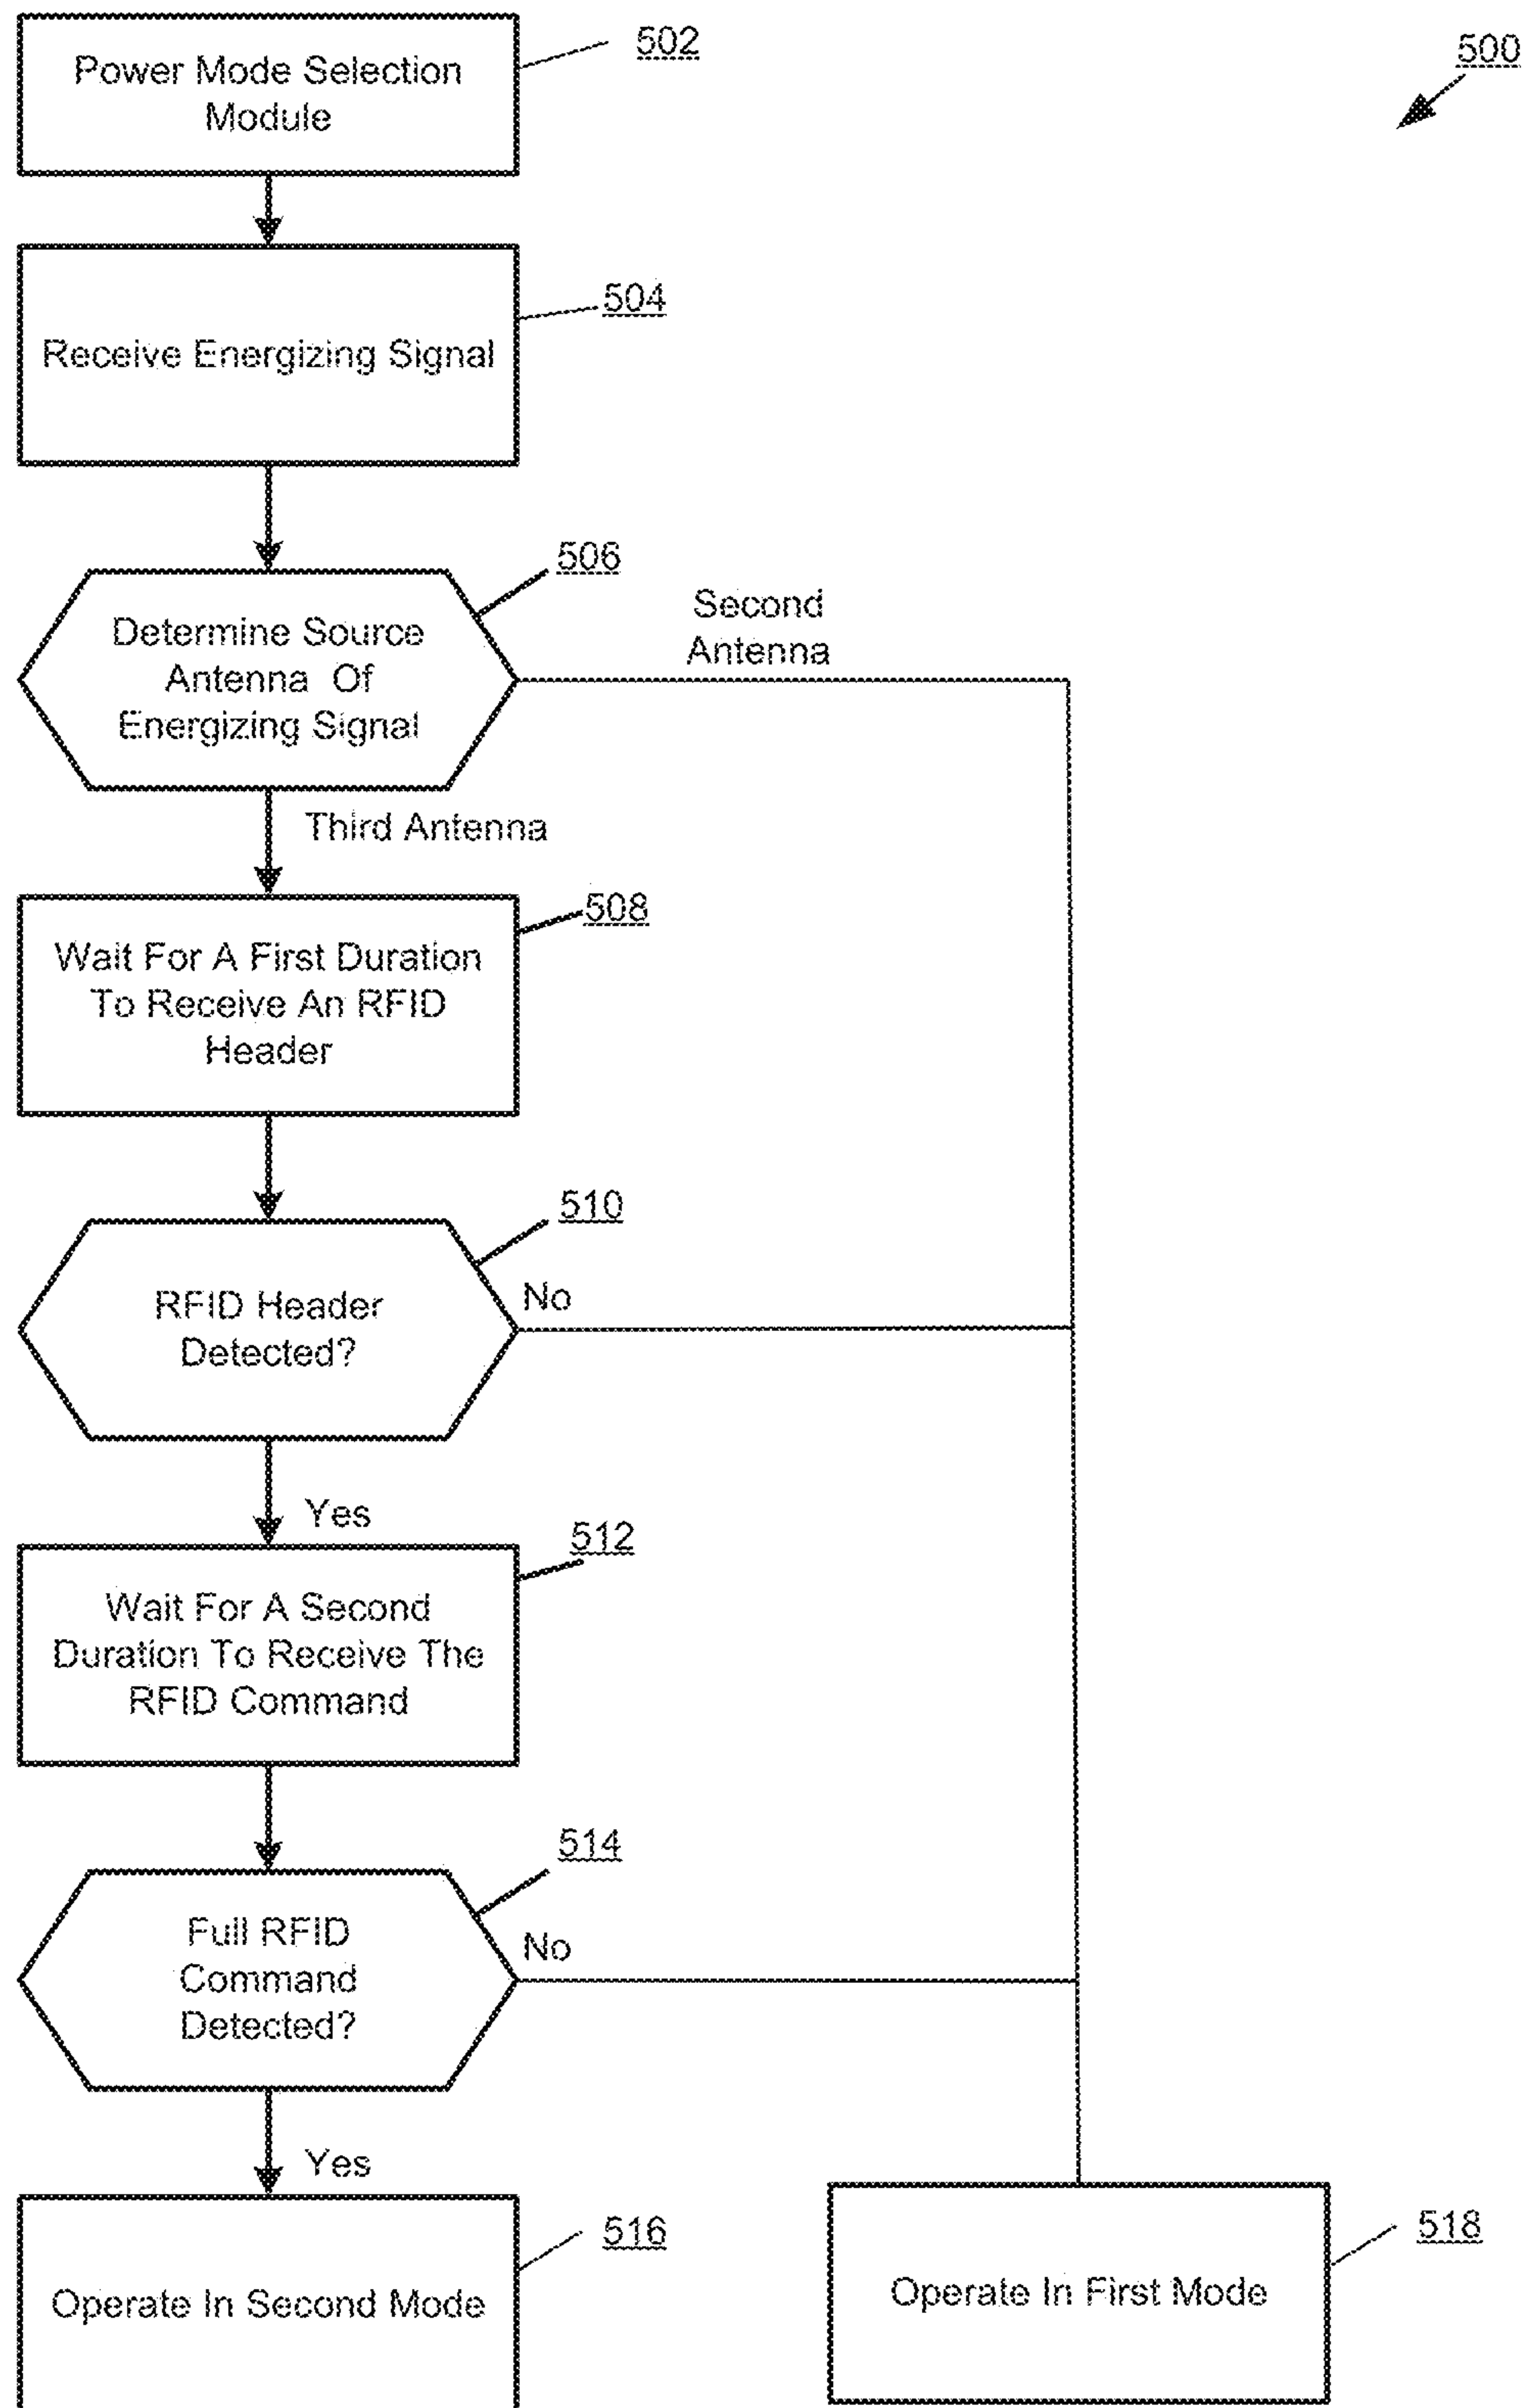 502
500
Power Mode Selection
Module
504
Receive Energizing Signal
506
Second
Antenna
Determine Source
Antenna Of
Energizing Signal
Third Antenna
508
Wait For A First Duration
To Receive An RFID
Header
510
No
RFID Header
Detected?
Yes
512
Wait For A Second
Duration To Receive The
RFID Command
514
No
Full RFID
Command
Detected?
Yes
516
518
Operate In Second Mode
Operate In First Mode